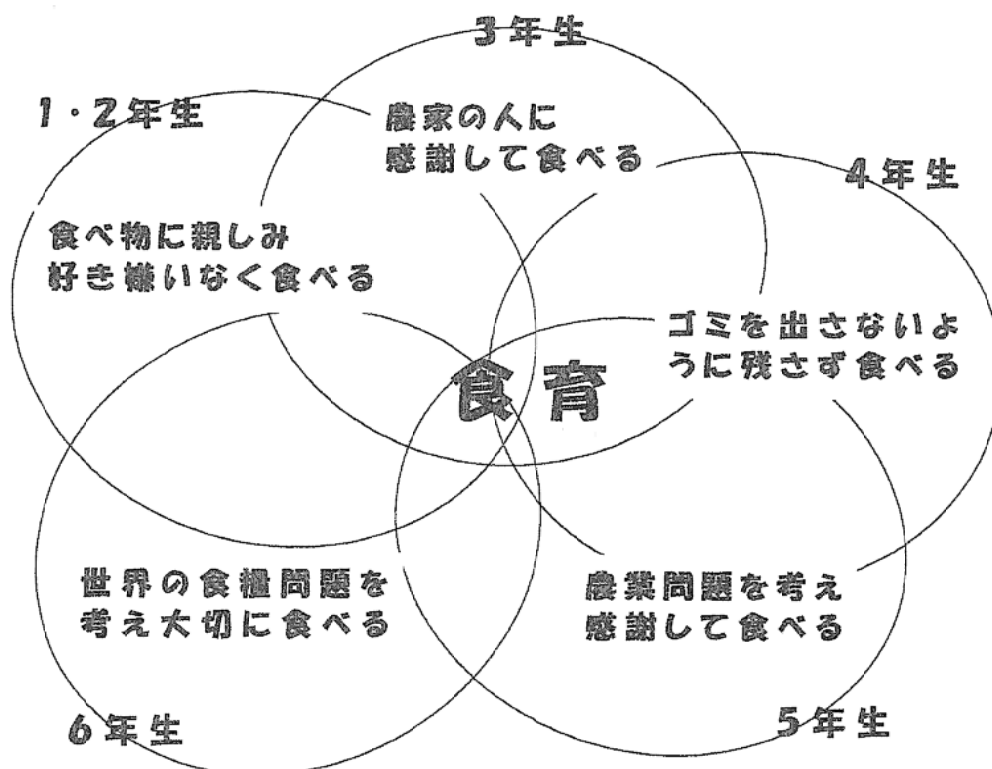 3年生
1・2年生
農家の人に
感謝して食べる
4年生
食べ物に親しみ
好き嫌いなく食べる
ゴミを出さないよ
うに残さず食べる
食育
世界の食糧問題を
考え大切に食べる
農業問題を考え
感謝して食べる
6年生
5年生